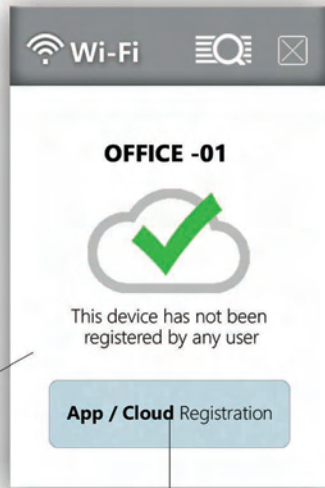 Wi-Fi
OFFICE -01
This device has not been
registered by any user
App / Cloud Registration